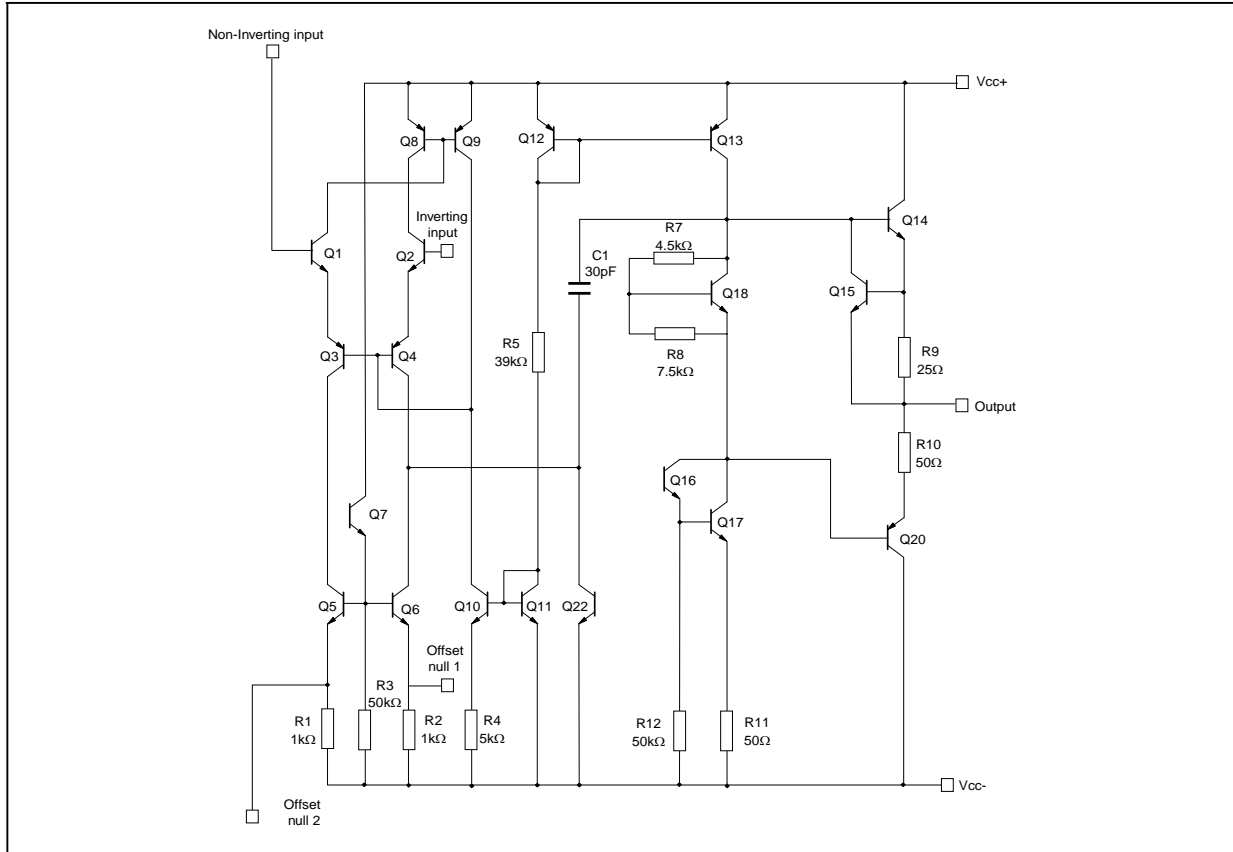 Non-Inverting input
Vcc+
Q8
Q9
Q12
Q13
Q14
Inverting
input
Q1
Q2
R7
4.5kΩ
C1
30pF
Q18
Q15
R5
39kΩ
R8
7.5kΩ
R9
25Ω
Q3
Q4
Output
R10
50Ω
Q16
Q7
Q17
Q20
Q5
Q6
Q10
Q11
Q22
Offset
null 1
R3
50kΩ
R1
1kΩ
R2
1kΩ
R4
5kΩ
R12
50kΩ
R11
50Ω
Vcc-
Offset
null 2